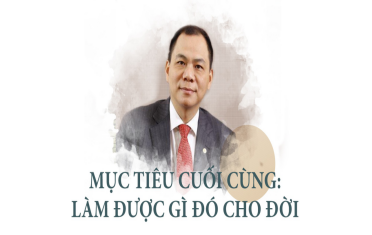 MỤC TIÊU CUỐI CÙNG:
LÀM ĐƯỢC GÌ ĐÓ CHO ĐỜI